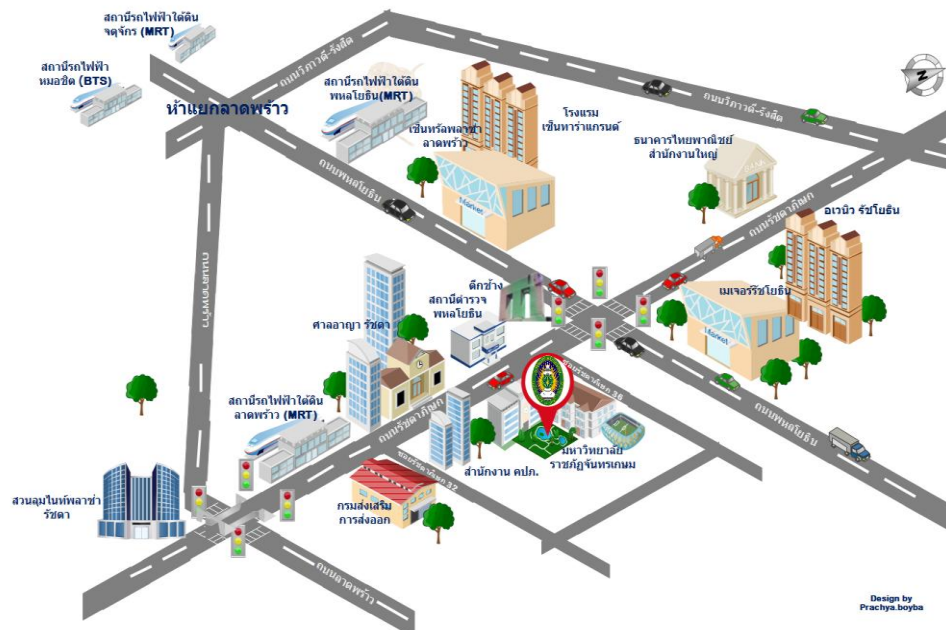 สถานีรถไฟฟ้าใต้ดิน
จตุจักร (MRT)
สถานีรถไฟฟ้า
หมอชิต (BTS)
ห้าแยกลาดพร้าว
ถนนวิภาวดี-รังสิต
สถานีรถไฟฟ้าใต้ดิน
พหลโยธิน(MRT)
เซ็นทรัลพลาซ่า
ลาดพร้าว
โรงแรม
เซ็นทาราแกรนด์
ถนนวิภาวดี-รังสิต
ธนาคารไทยพาณิชย์
สำนักงานใหญ่
N
BANK
Market
ถนนพหลโยธิน
ถนนรัชดาภิเษก
อเวนิว รัชโยธิน
เมเจอร์รัชโยธิน
Market
ตึกช้าง
สถานีตำรวจ
พหลโยธิน
ศาลอาญา รัชดา
ถนนลาดพร้าว
ซอยรัชดาภิเษก 36
สถานีรถไฟฟ้าใต้ดิน
ลาดพร้าว (MRT)
ถนนรัชดาภิเษก
ถนนพหลโยธิน
มหาวิทยาลัย
ราชภัฏจันทรเกษม
สำนักงาน คปภ.
ซอยรัชดาภิเษก 32
กรมส่งเสริม
การส่งออก
สวนลุมไนท์พลาซ่า
รัชดา
ถนนลาดพร้าว
Design by
Prachya.boyba